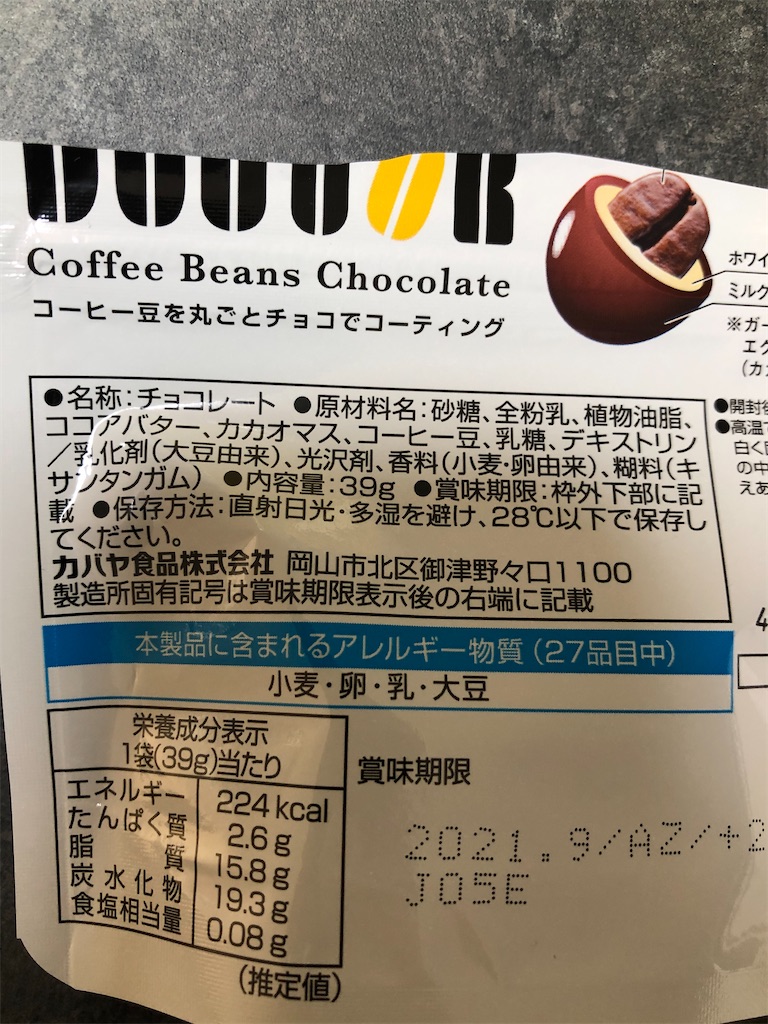 DOUTOR
Coffee Beans Chocolate
コーヒー豆を丸ごとチョコでコーティング
ホワイ
ミルク
※ガー
エク
(カ
●開封後
●高温で
白く
の中
えあ
●名称:チョコレート ●原材料名:砂糖、全粉乳、植物油脂、
ココアバター、カカオマス、コーヒー豆、乳糖、デキストリン
/乳化剤(大豆由来)、光沢剤、香料(小麦・卵由来)、糊料(キ
サンタンガム) ●内容量:39g ●賞味期限:枠外下部に記
載 ●保存方法:直射日光・多湿を避け、28℃以下で保存し
てください。
カバヤ食品株式会社 岡山市北区御津野々口1100
製造所固有記号は賞味期限表示後の右端に記載
本製品に含まれるアレルギー物質(27品目中)
小麦・卵・乳・大豆
栄養成分表示
1袋(39g)当たり
エネルギー 224kcal
たんぱく質 2.6g
脂質 15.8g
炭水化物 19.3g
食塩相当量 0.08g
(推定値)
賞味期限
2021.9/AZ/+2
J05E